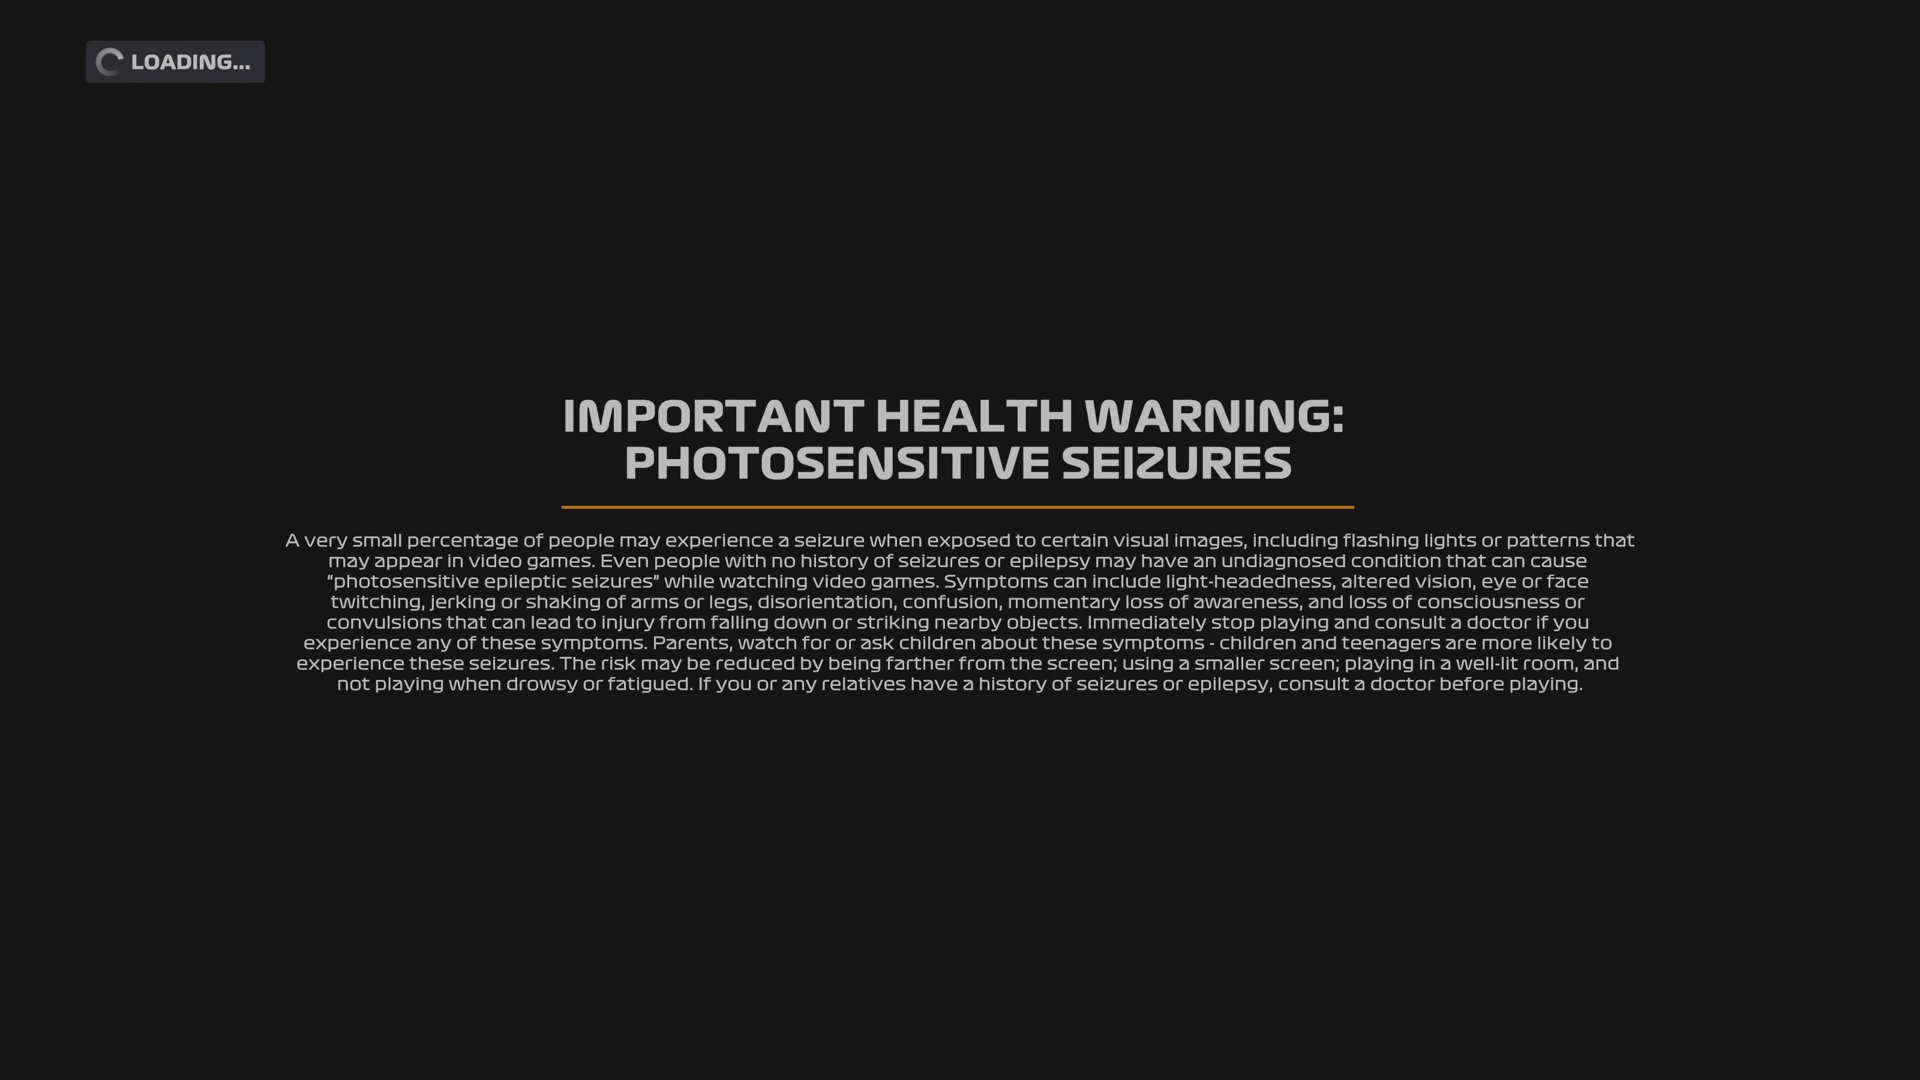 LOADING...
IMPORTANT HEALTH WARNING:
PHOTOSENSITIVE SEIZURES
A very small percentage of people may experience a seizure when exposed to certain visual images, including flashing lights or patterns that
may appear in video games. Even people with no history of seizures or epilepsy may have an undiagnosed condition that can cause
“photosensitive epileptic seizures” while watching video games. Symptoms can include light-headedness, altered vision, eye or face
twitching, jerking or shaking of arms or legs, disorientation, confusion, momentary loss of awareness, and loss of consciousness or
convulsions that can lead to injury from falling down or striking nearby objects. Immediately stop playing and consult a doctor if you
experience any of these symptoms. Parents, watch for or ask children about these symptoms - children and teenagers are more likely to
experience these seizures. The risk may be reduced by being farther from the screen; using a smaller screen; playing in a well-lit room, and
not playing when drowsy or fatigued. If you or any relatives have a history of seizures or epilepsy, consult a doctor before playing.